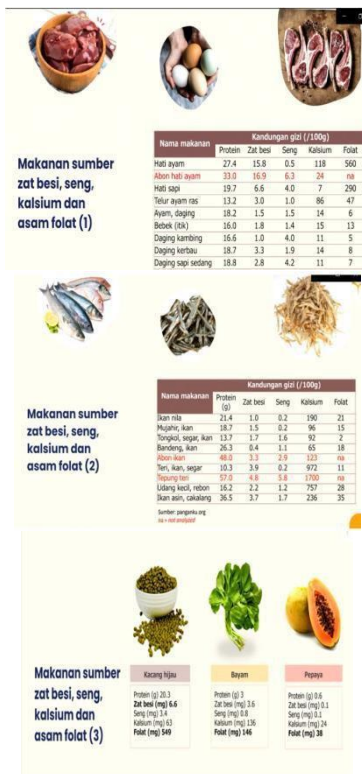 Makanan sumber
zat besi, seng,
kalsium dan
asam folat (1)
Nama makanan Kandungan gizi (/100g)
Protein Zat besi Seng Kalsium Folat
Hati ayam 27.4 15.8 0.5 118 560
Abon hati ayam 33.0 16.9 6.3 24 na
Hati sapi 19.7 6.6 4.0 7 290
Telur ayam ras 13.2 3.0 1.0 86 47
Ayam, daging 18.2 1.5 1.5 14 6
Bebek (itik) 16.0 1.8 1.4 15 13
Daging kambing 16.6 1.0 4.0 11 5
Daging kerbau 18.7 3.3 1.9 14 8
Daging sapi sedang 18.8 2.8 4.2 11 7
Makanan sumber
zat besi, seng,
kalsium dan
asam folat (2)
Nama makanan Kandungan gizi (/100g)
Protein (g) Zat besi Seng Kalsium Folat
Ikan nila 21.4 1.0 0.2 190 21
Mujahir, ikan 18.7 1.5 0.2 96 15
Tongkol, segar, ikan 13.7 1.7 1.6 92 2
Bandeng, ikan 26.3 0.4 1.1 65 18
Abon ikan 48.0 3.3 2.9 123 na
Teri, ikan, segar 10.3 3.9 0.2 972 11
Tepung teri 57.0 4.8 5.8 1700 na
Udang kecil, rebon 16.2 2.2 1.2 757 28
Ikan asin, cakalang 36.5 3.7 1.7 236 35
Sumber: panganku.org
na = not analyzed
Makanan sumber
zat besi, seng,
kalsium dan
asam folat (3)
Kacang hijau
Protein (g) 20.3
Zat besi (mg) 6.6
Seng (mg) 3.4
Kalsium (mg) 63
Folat (mg) 549
Bayam
Protein (g) 3
Zat besi (mg) 3.6
Seng (mg) 0.8
Kalsium (mg) 136
Folat (mg) 146
Pepaya
Protein (g) 0.6
Zat besi (mg) 0.1
Seng (mg) 0.1
Kalsium (mg) 24
Folat (mg) 38